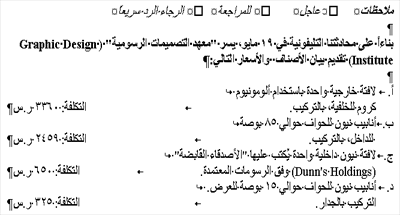 ملاحظات □عاجل □للمراجعة □الرجاء الرد سريعا□
بناءاً على محادثتنا التليفونية في ١٩ مايو، يسر "معهد التصميمات الرسومية" (Graphic Design
Institute) تقديم بيان الأصناف والأسعار التالي:¶
أ. لافتة خارجية واحدة باستخدام ألومونيوم
كروم للخلفية، بالتركيب. التكلفة: ٣٣٦٠٠ ر.س¶
ب. أنابيب نيون للحواف حوالي ٨٥ بوصة
للداخل، بالتركيب. التكلفة: ٢٤٥٩٠ ر.س¶
ج. لافتة نيون داخلية واحدة يُكتب عليها "الأصدقاء القابضة"
(Dunn's Holdings) وفق الرسومات المعتمدة. التكلفة: ٦٥٠٠ ر.س¶
د. أنابيب نيون للحواف حوالي ١٥ بوصة للعرض.
التركيب بالجدار. التكلفة: ٣٢٥٠ ر.س¶